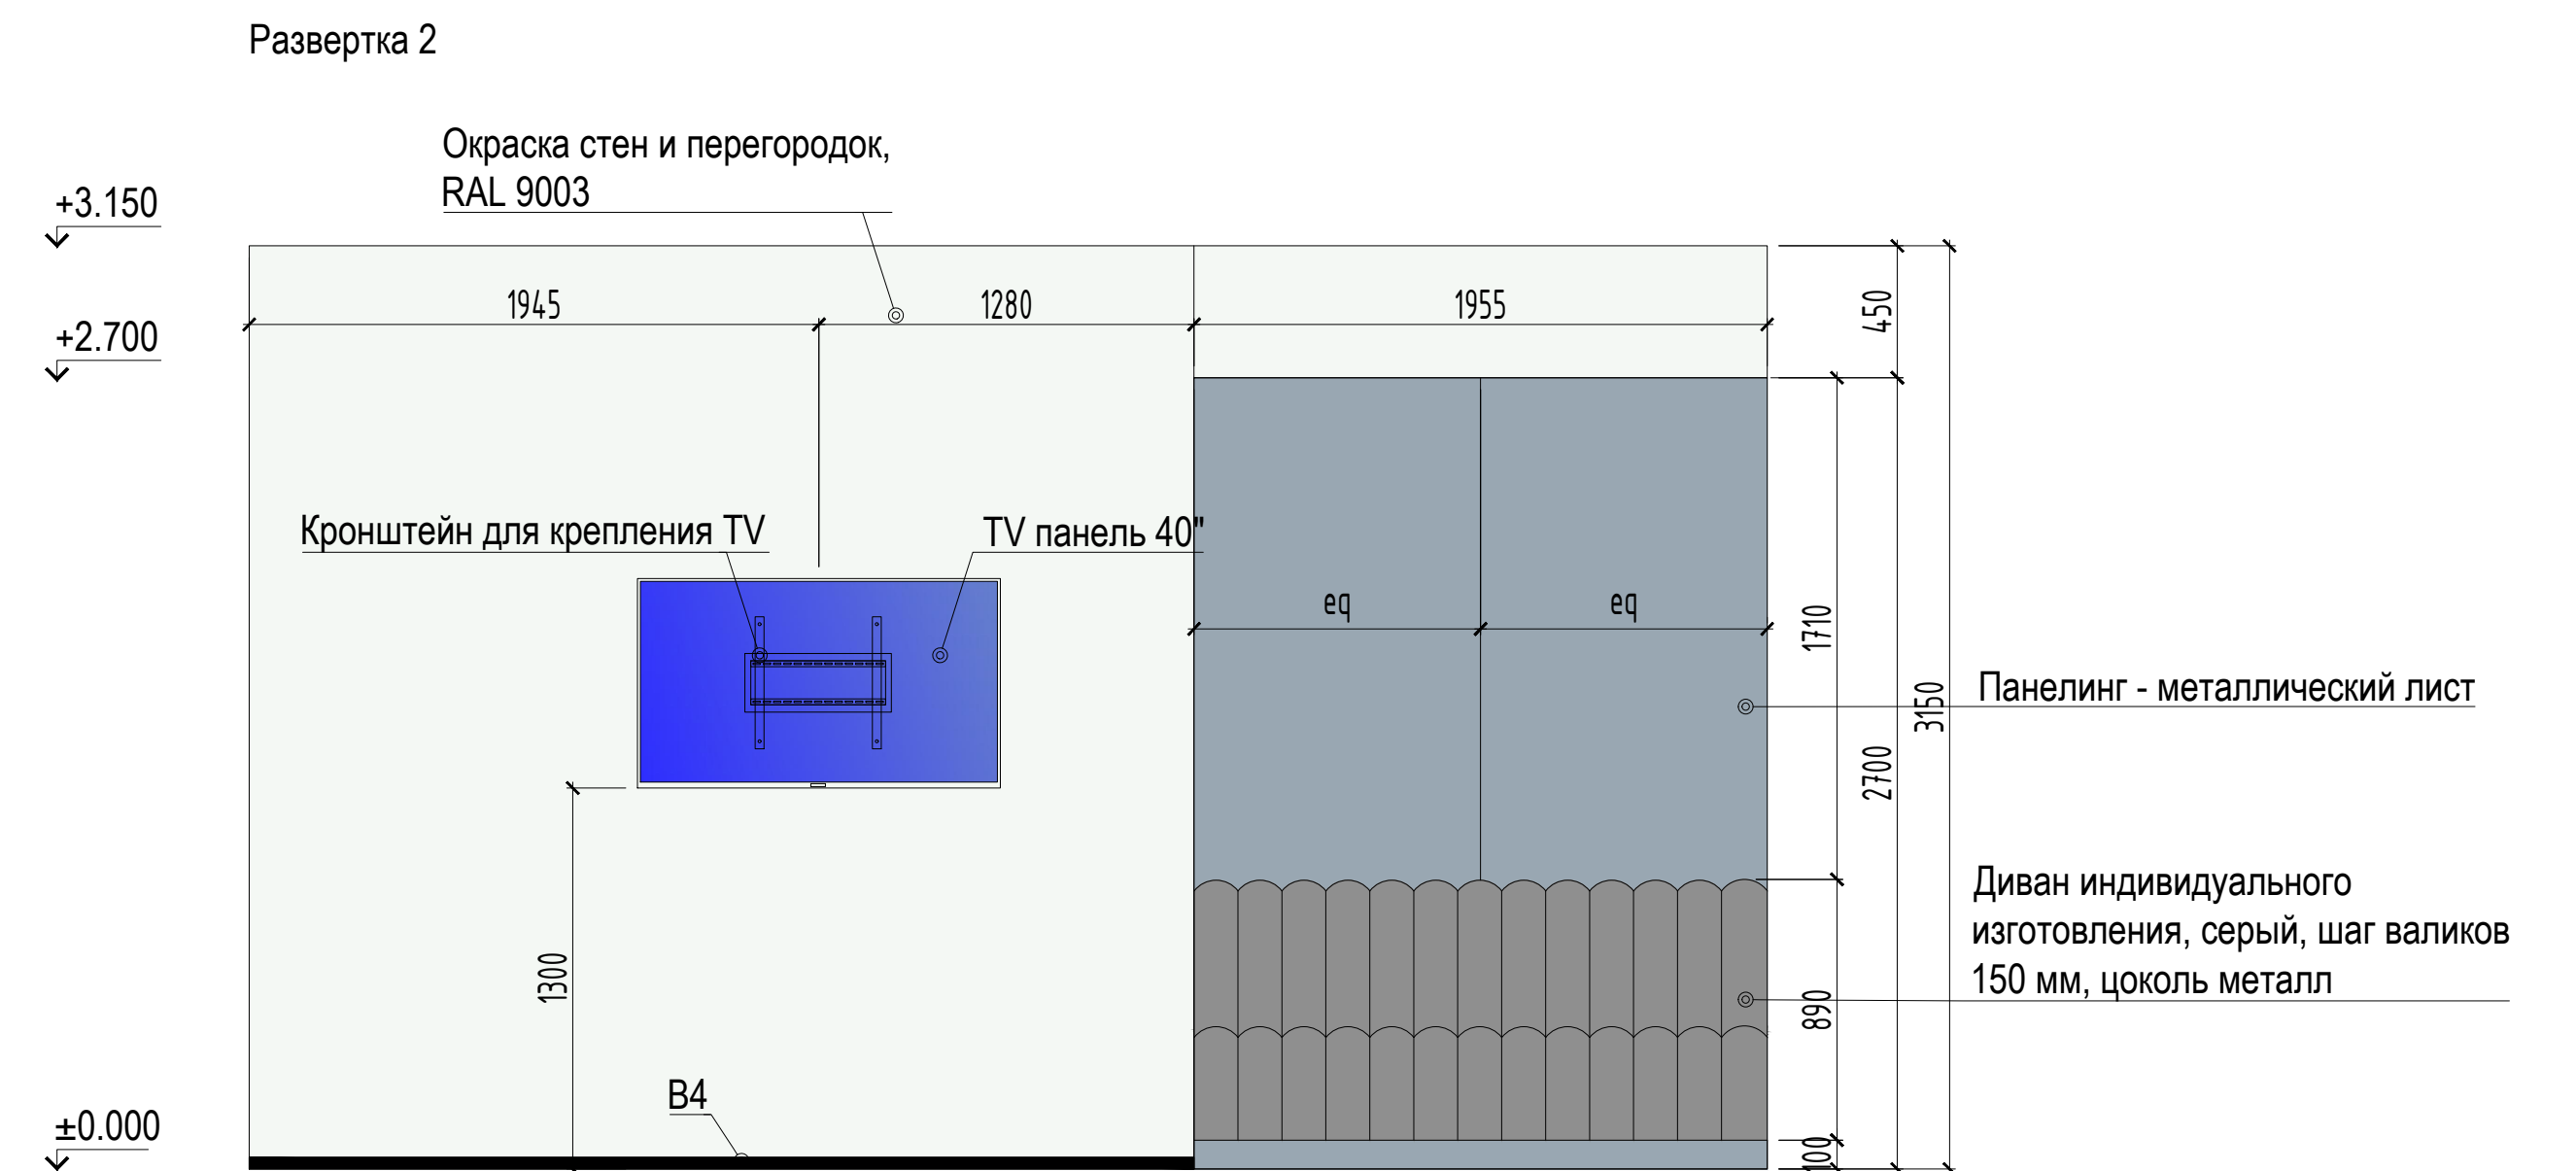 Развертка 2
Окраска стен и перегородок,
RAL 9003
+3.150
1945
1280
1955
450
+2.700
Кронштейн для крепления TV
TV панель 40"
eq
eq
1710
Панелинг - металлический лист
3150
2700
Диван индивидуального
изготовления, серый, шаг валиков
150 мм, цоколь металл
1300
890
B4
±0.000
100